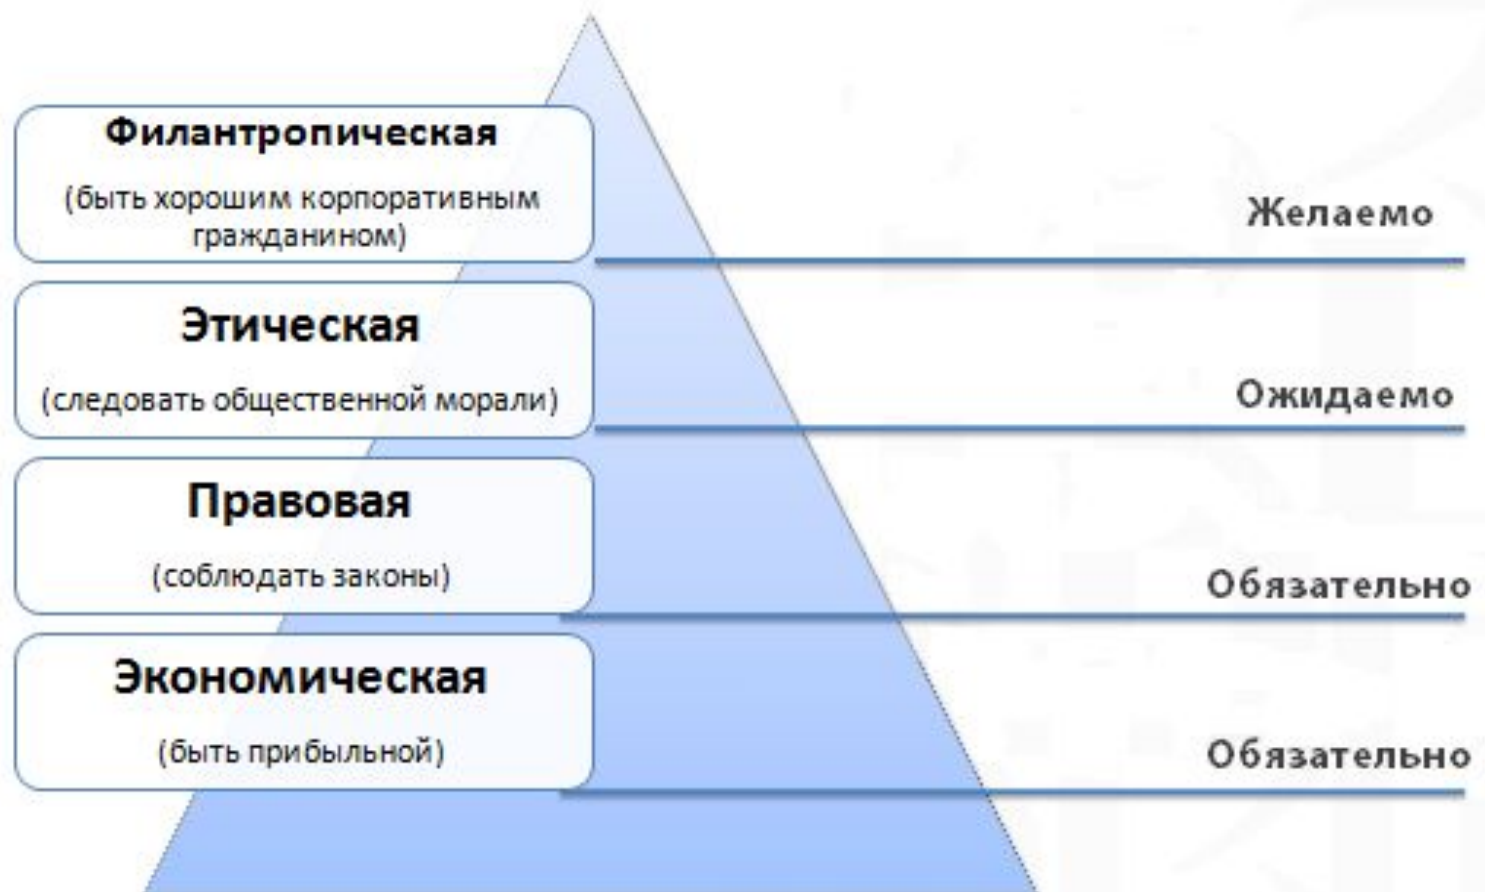 Филантропическая
(быть хорошим корпоративным
гражданином)
Желаемо
Этическая
(следовать общественной морали)
Ожидаемо
Правовая
(соблюдать законы)
Обязательно
Экономическая
(быть прибыльной)
Обязательно